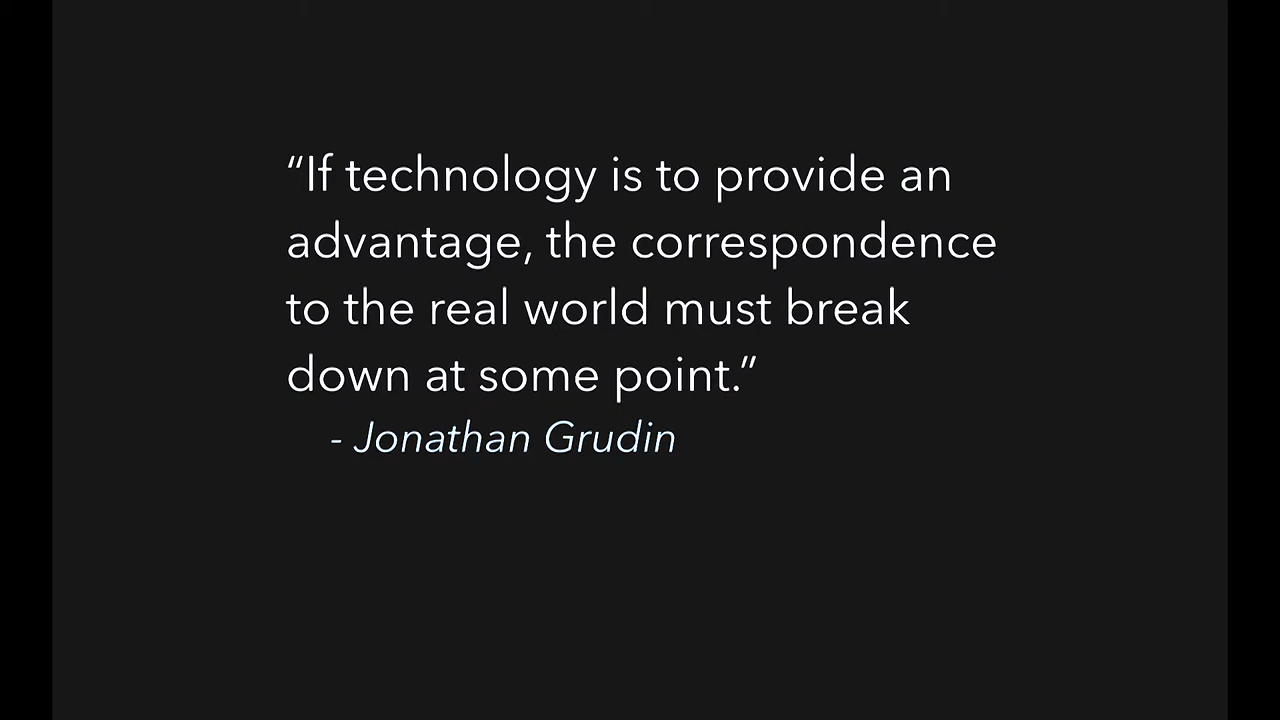 “If technology is to provide an
advantage, the correspondence
to the real world must break
down at some point.”
- Jonathan Grudin